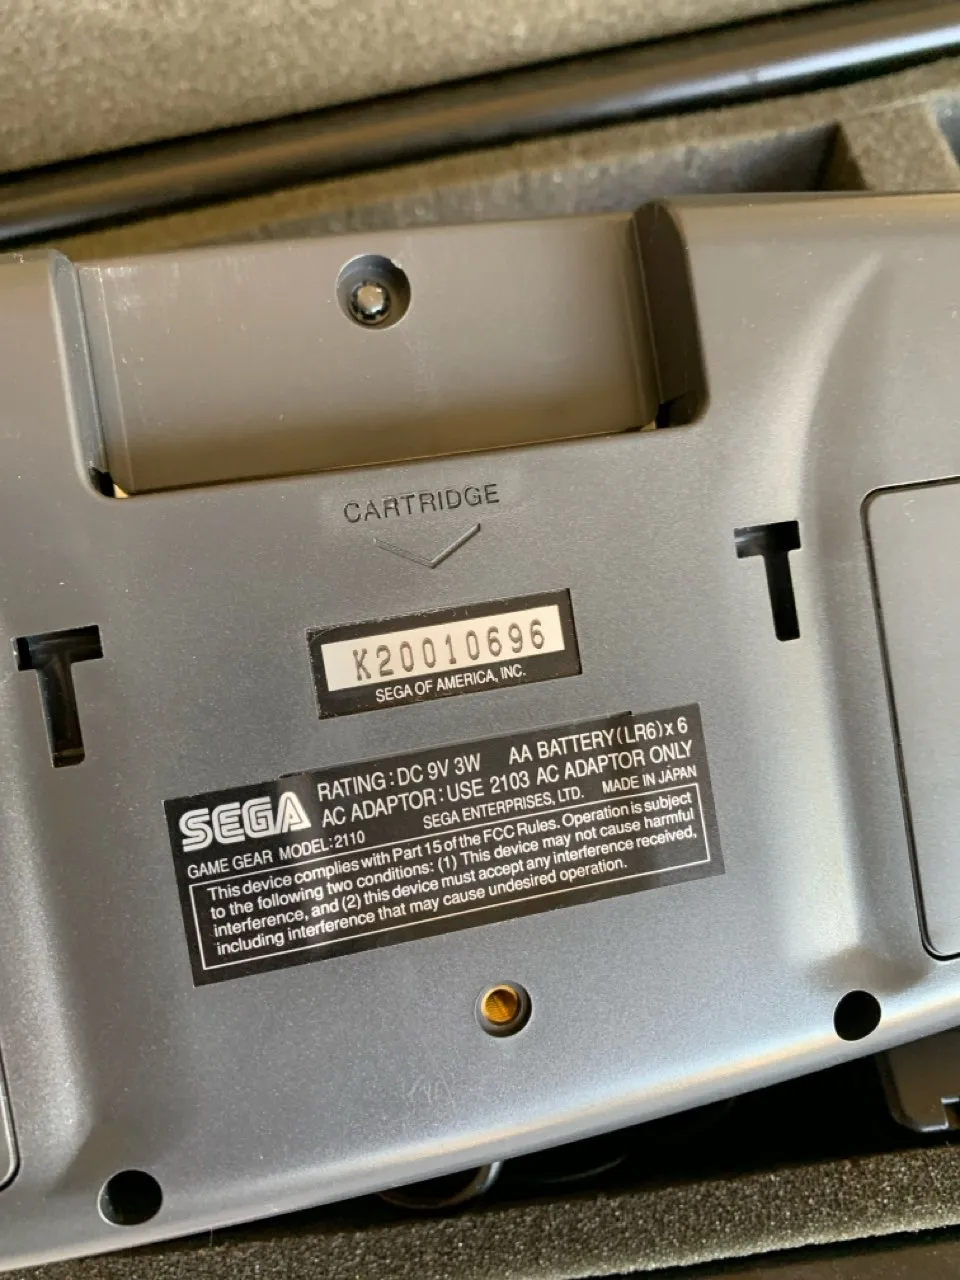 CARTRIDGE
K20010696
SEGA OF AMERICA, INC.
RATING : DC 9V 3W AA BATTERY(LR6)x 6
SEGA AC ADAPTOR : USE 2103 AC ADAPTOR ONLY
GAME GEAR MODEL:2110 SEGA ENTERPRISES, LTD. MADE IN JAPAN
This device complies with Part 15 of the FCC Rules. Operation is subject
to the following two conditions: (1) This device may not cause harmful
interference, and (2) this device must accept any interference received,
including interference that may cause undesired operation.